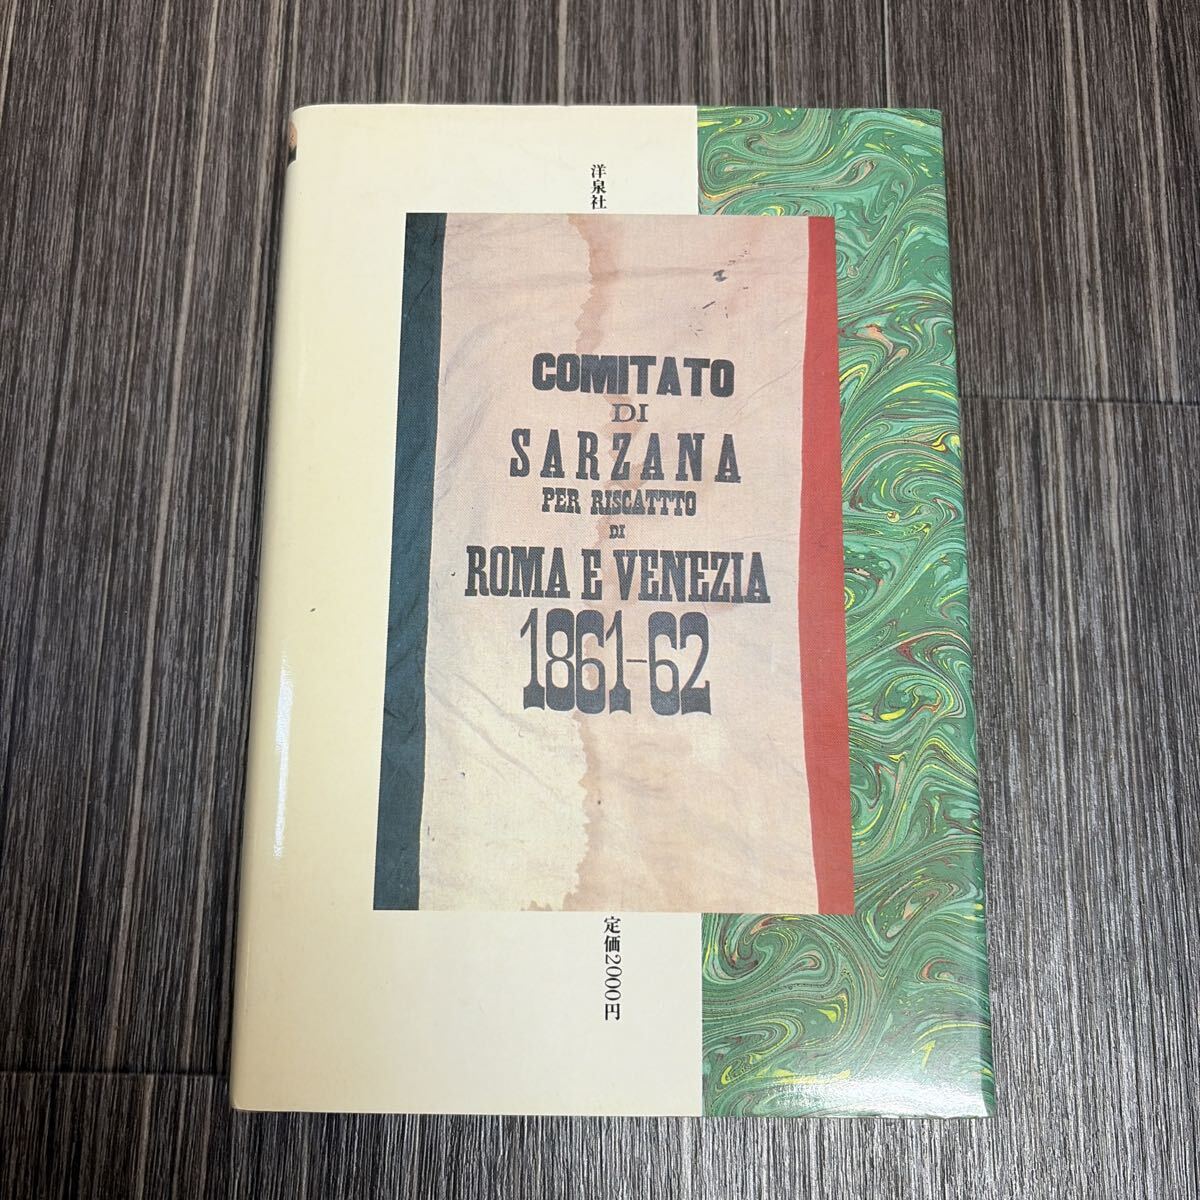 洋泉社
COMITATO
DI
SARZANA
PER RISCATTTO
DI
ROMA E VENEZIA
1861-62
定価2000円